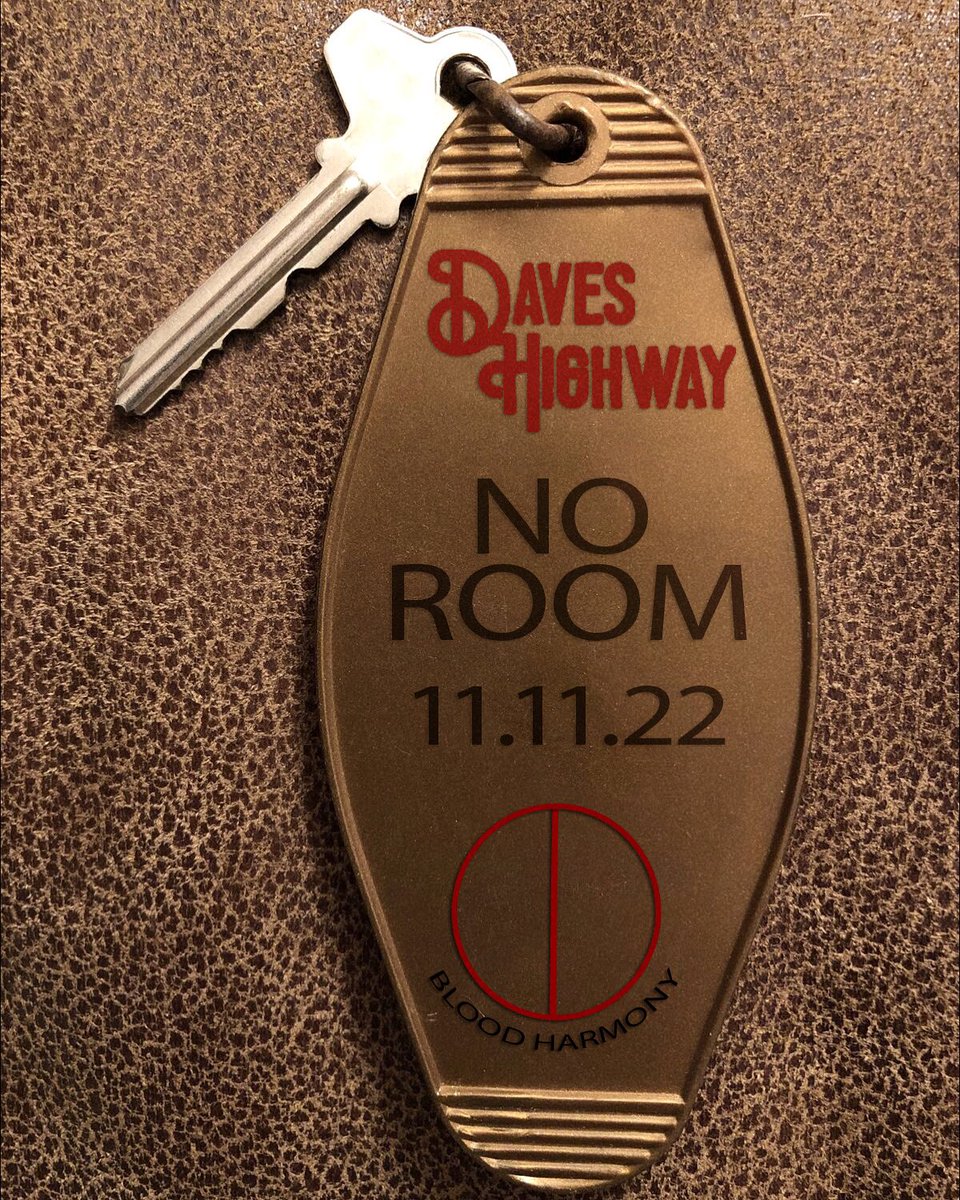 DAVES
HIGHWAY
NO
ROOM
11.11.22
BLOOD HARMONY